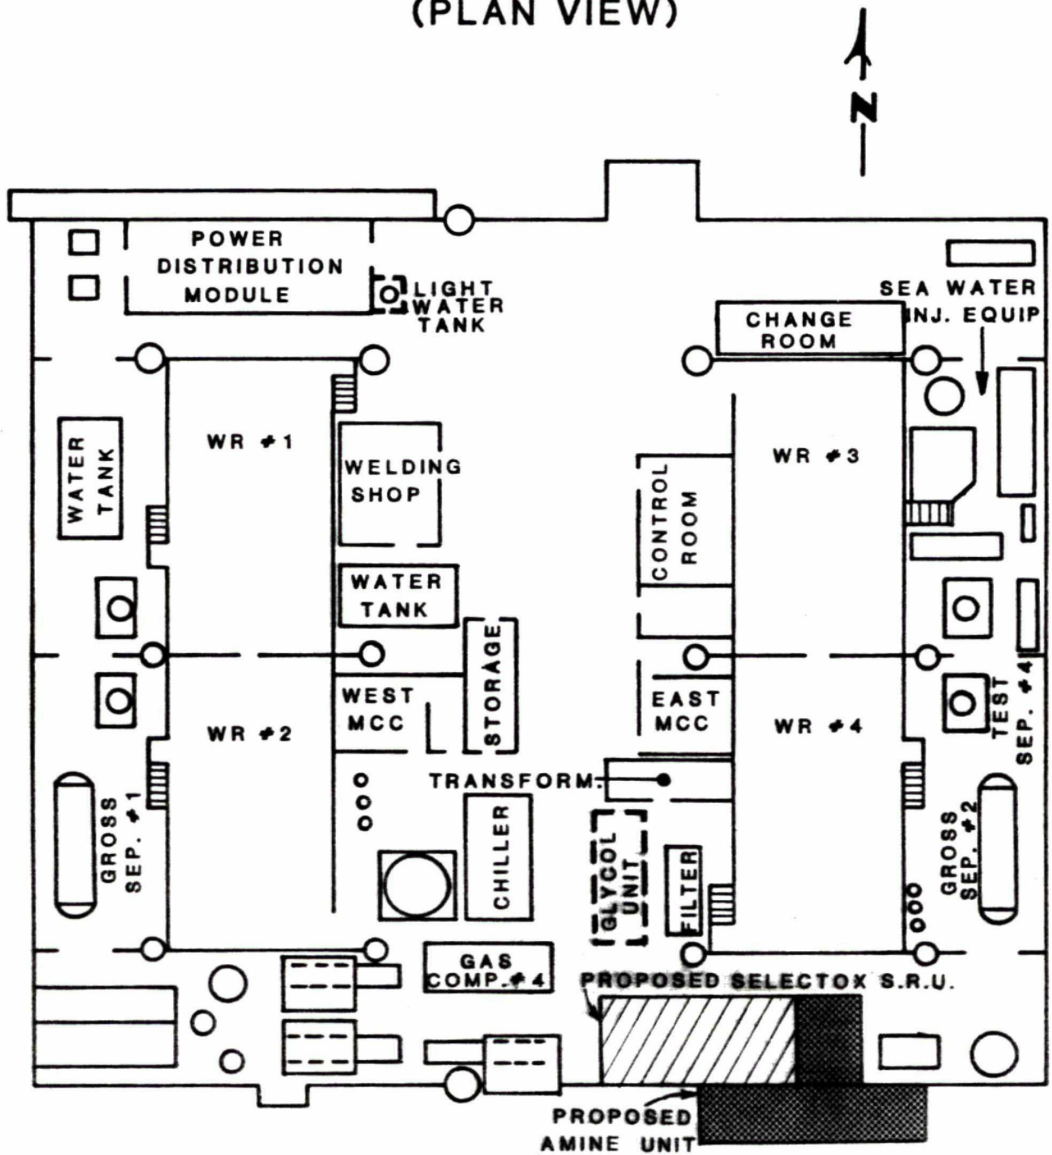 (PLAN VIEW)
N
POWER
DISTRIBUTION
MODULE
LIGHT
WATER
TANK
SEA WATER
INJ. EQUIP
CHANGE
ROOM
WATER
TANK
WR #1
WELDING
SHOP
CONTROL
ROOM
WR #3
WATER
TANK
STORAGE
WEST
MCC
EAST
MCC
WR #2
WR #4
TEST
SEP. #4
TRANSFORM.
GROSS
SEP. #1
CHILLER
GLYCOL
UNIT
FILTER
GROSS
SEP. #2
GAS
COMP. #4
PROPOSED SELECTOX S.R.U.
PROPOSED
AMINE UNIT